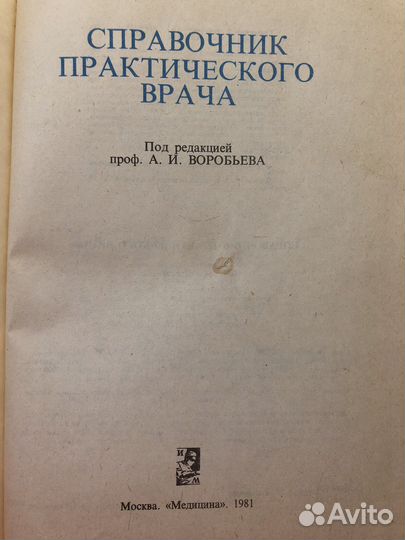 СПРАВОЧНИК
ПРАКТИЧЕСКОГО
ВРАЧА
Под редакцией
проф. А. И. ВОРОБЬЕВА
И
М
Москва. «Медицина». 1981
Avito